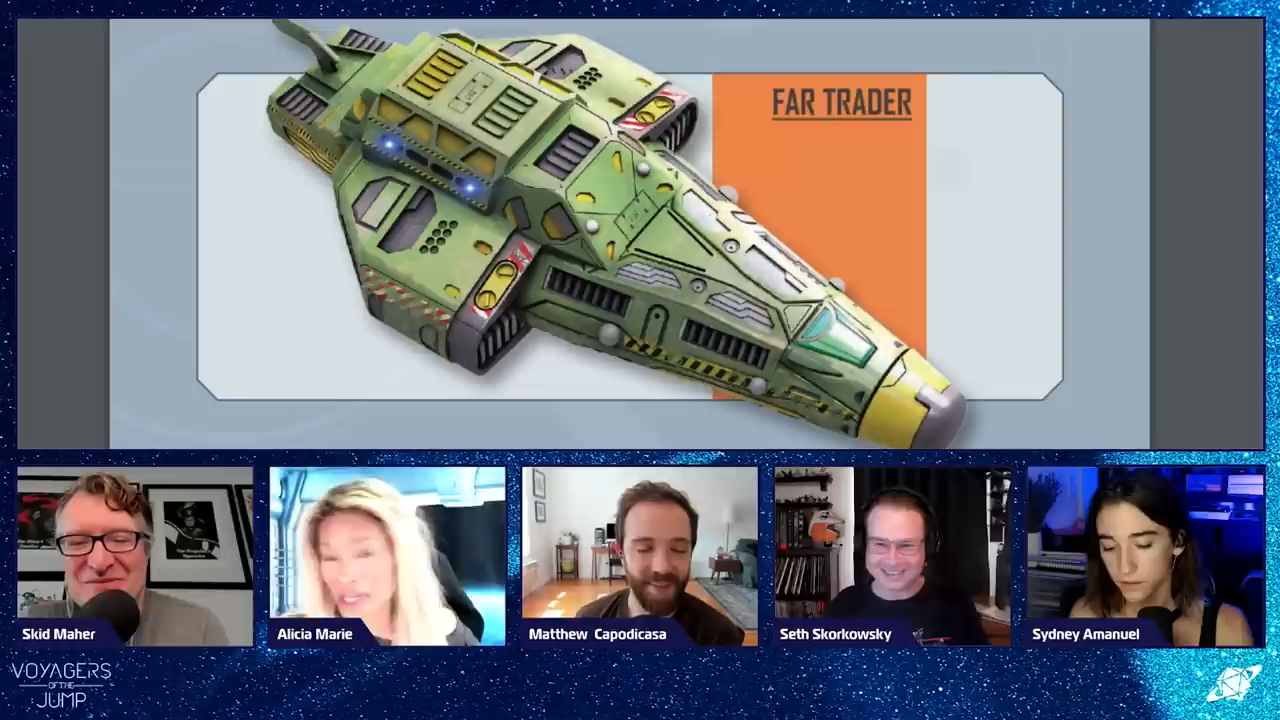 FAR TRADER
Skid Maher
Alicia Marie
Matthew Capodicasa
Seth Skorkowsky
Sydney Amanuel
VOYAGERS
OF THE
JUMP